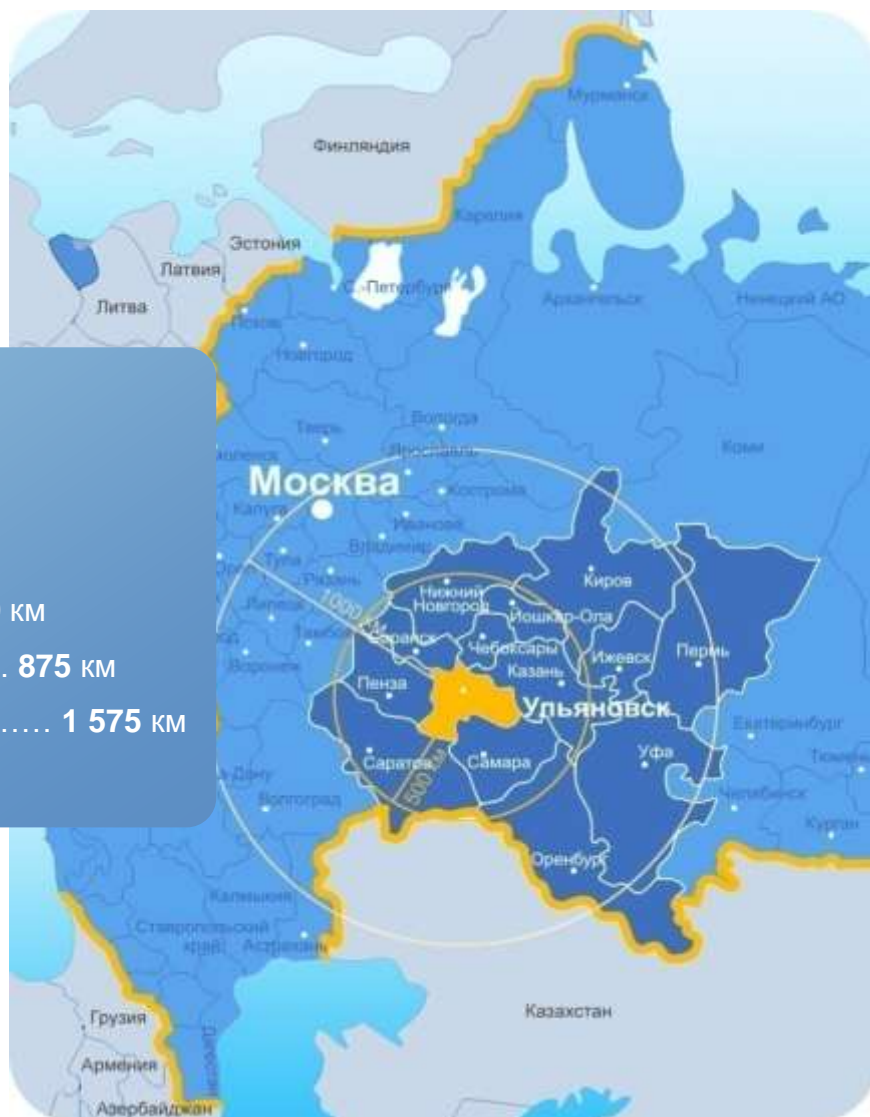 Мурманск
Финляндия
Карелия
Эстония
Латвия
С.-Петербург
Архангельск
Ненецкий АО
Литва
Псков
Новгород
Тверь
Вологда
Ярославль
Коми
Москва
Кострома
Калуга
Иваново
Владимир
Тула
Рязань
Киров
Нижний
Новгород
Йошкар-Ола
1000 км
Липецк
Саранск
Чебоксары
Ижевск
Пермь
км
Воронеж
Казань
875 км
Пенза
Ульяновск
1 575 км
Екатеринбург
Уфа
Тюмень
Саратов
Самара
500 км
Челябинск
Волгоград
Курган
Оренбург
Калмыкия
Ставропольский
край
Астрахань
Казахстан
Грузия
Дагестан
Армения
Азербайджан